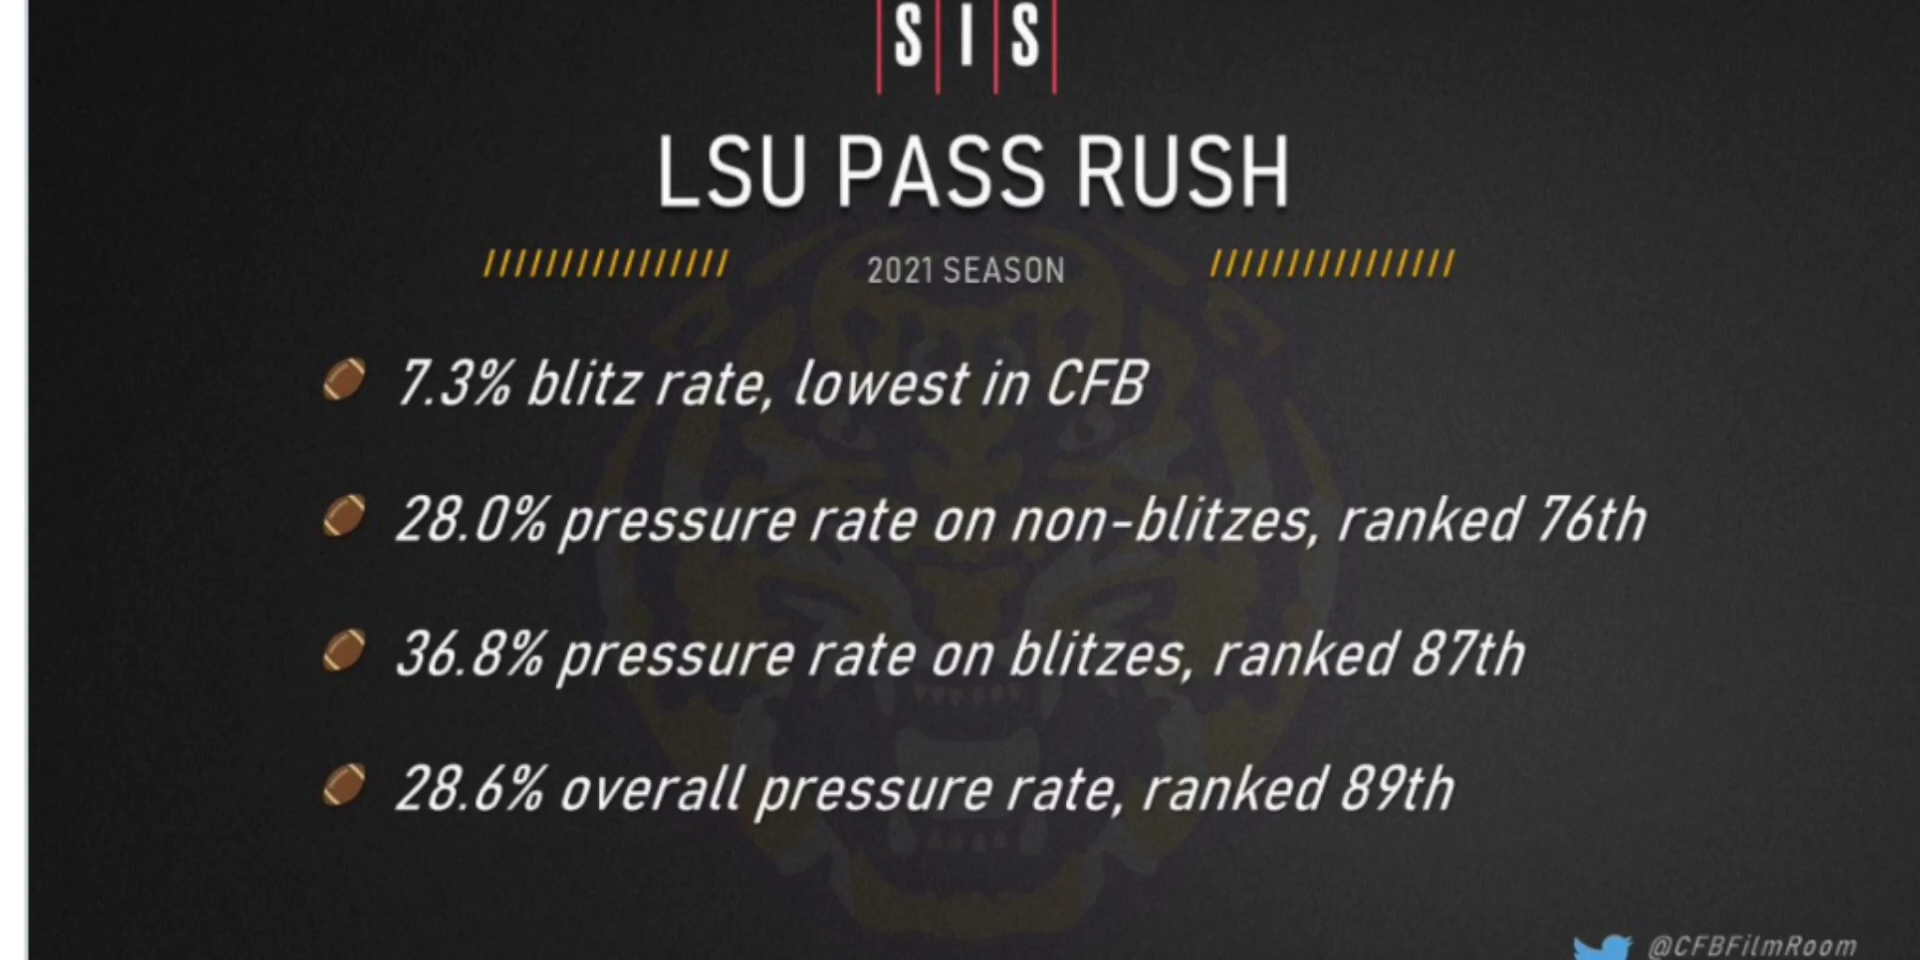 SIS
LSU PASS RUSH
2021 SEASON
7.3% blitz rate, lowest in CFB
28.0% pressure rate on non-blitzes, ranked 76th
36.8% pressure rate on blitzes, ranked 87th
28.6% overall pressure rate, ranked 89th
@CFBFilmRoom